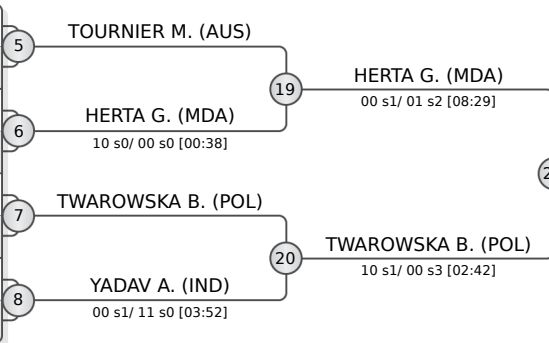 TOURNIER M. (AUS)
5
19
HERTA G. (MDA)
00 s1/ 01 s2 [08:29]
HERTA G. (MDA)
6
10 s0/ 00 s0 [00:38]
TWAROWSKA B. (POL)
7
20
TWAROWSKA B. (POL)
10 s1/ 00 s3 [02:42]
YADAV A. (IND)
8
00 s1/ 11 s0 [03:52]